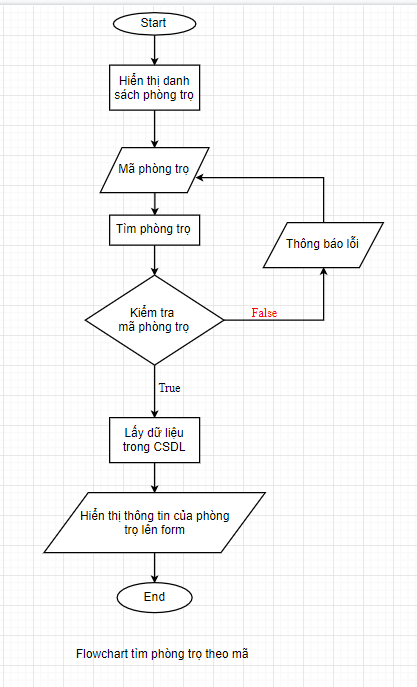 Start
Hiển thị danh
sách phòng trọ
Mã phòng trọ
Tìm phòng trọ
Thông báo lỗi
Kiểm tra
mã phòng trọ
False
True
Lấy dữ liệu
trong CSDL
Hiển thị thông tin của phòng
trọ lên form
End
Flowchart tìm phòng trọ theo mã